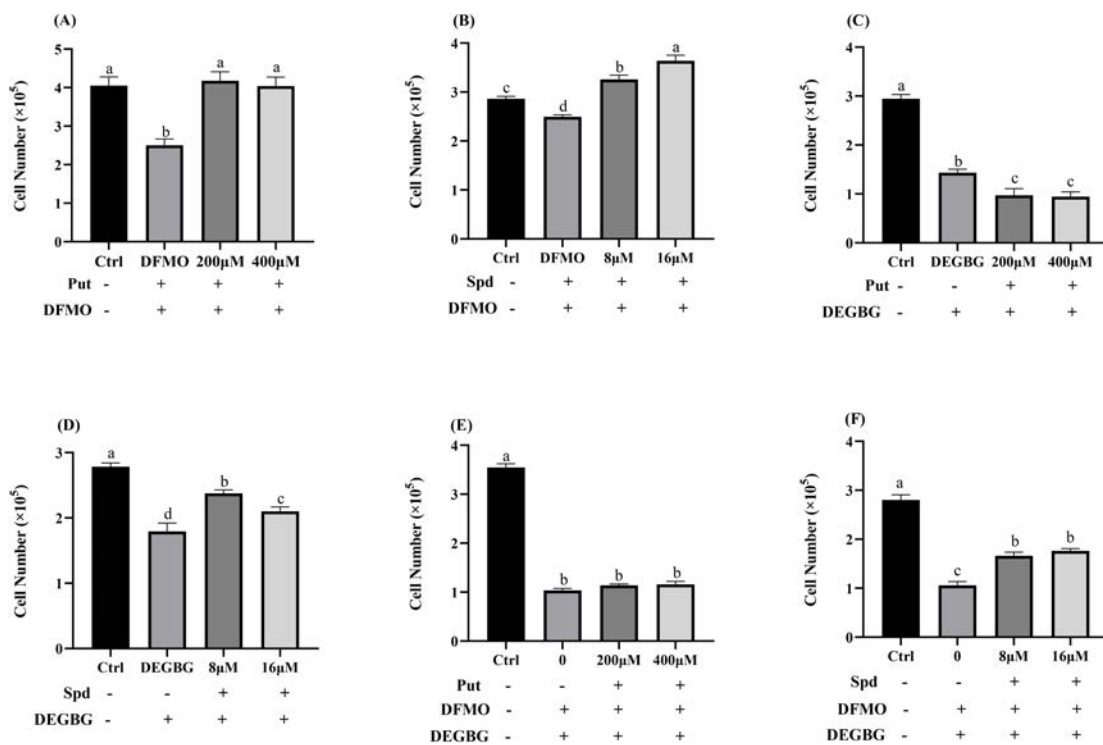 (A)
Cell Number (×10⁵)
5
4
3
2
1
0
a
b
a
a
Ctrl DFMO 200μM 400μM
Put - + + +
DFMO - + + +
(B)
Cell Number (×10⁵)
4
3
2
1
0
c
d
b
a
Ctrl DFMO 8μM 16μM
Spd - + + +
DFMO - + + +
(C)
Cell Number (×10⁵)
4
3
2
1
0
a
b
c
c
Ctrl DEGBG 200μM 400μM
Put - + +
DEGBG - + + +
(D)
Cell Number (×10⁵)
3
2
1
0
a
d
b
c
Ctrl DEGBG 8μM 16μM
Spd - - + +
DEGBG - + + +
(E)
Cell Number (×10⁵)
4
3
2
1
0
a
b
b
b
Ctrl 0 200μM 400μM
Put - - + +
DFMO - + + +
DEGBG - + + +
(F)
Cell Number (×10⁵)
4
3
2
1
0
a
c
b
b
Ctrl 0 8μM 16μM
Spd - - + +
DFMO - + + +
DEGBG - + + +